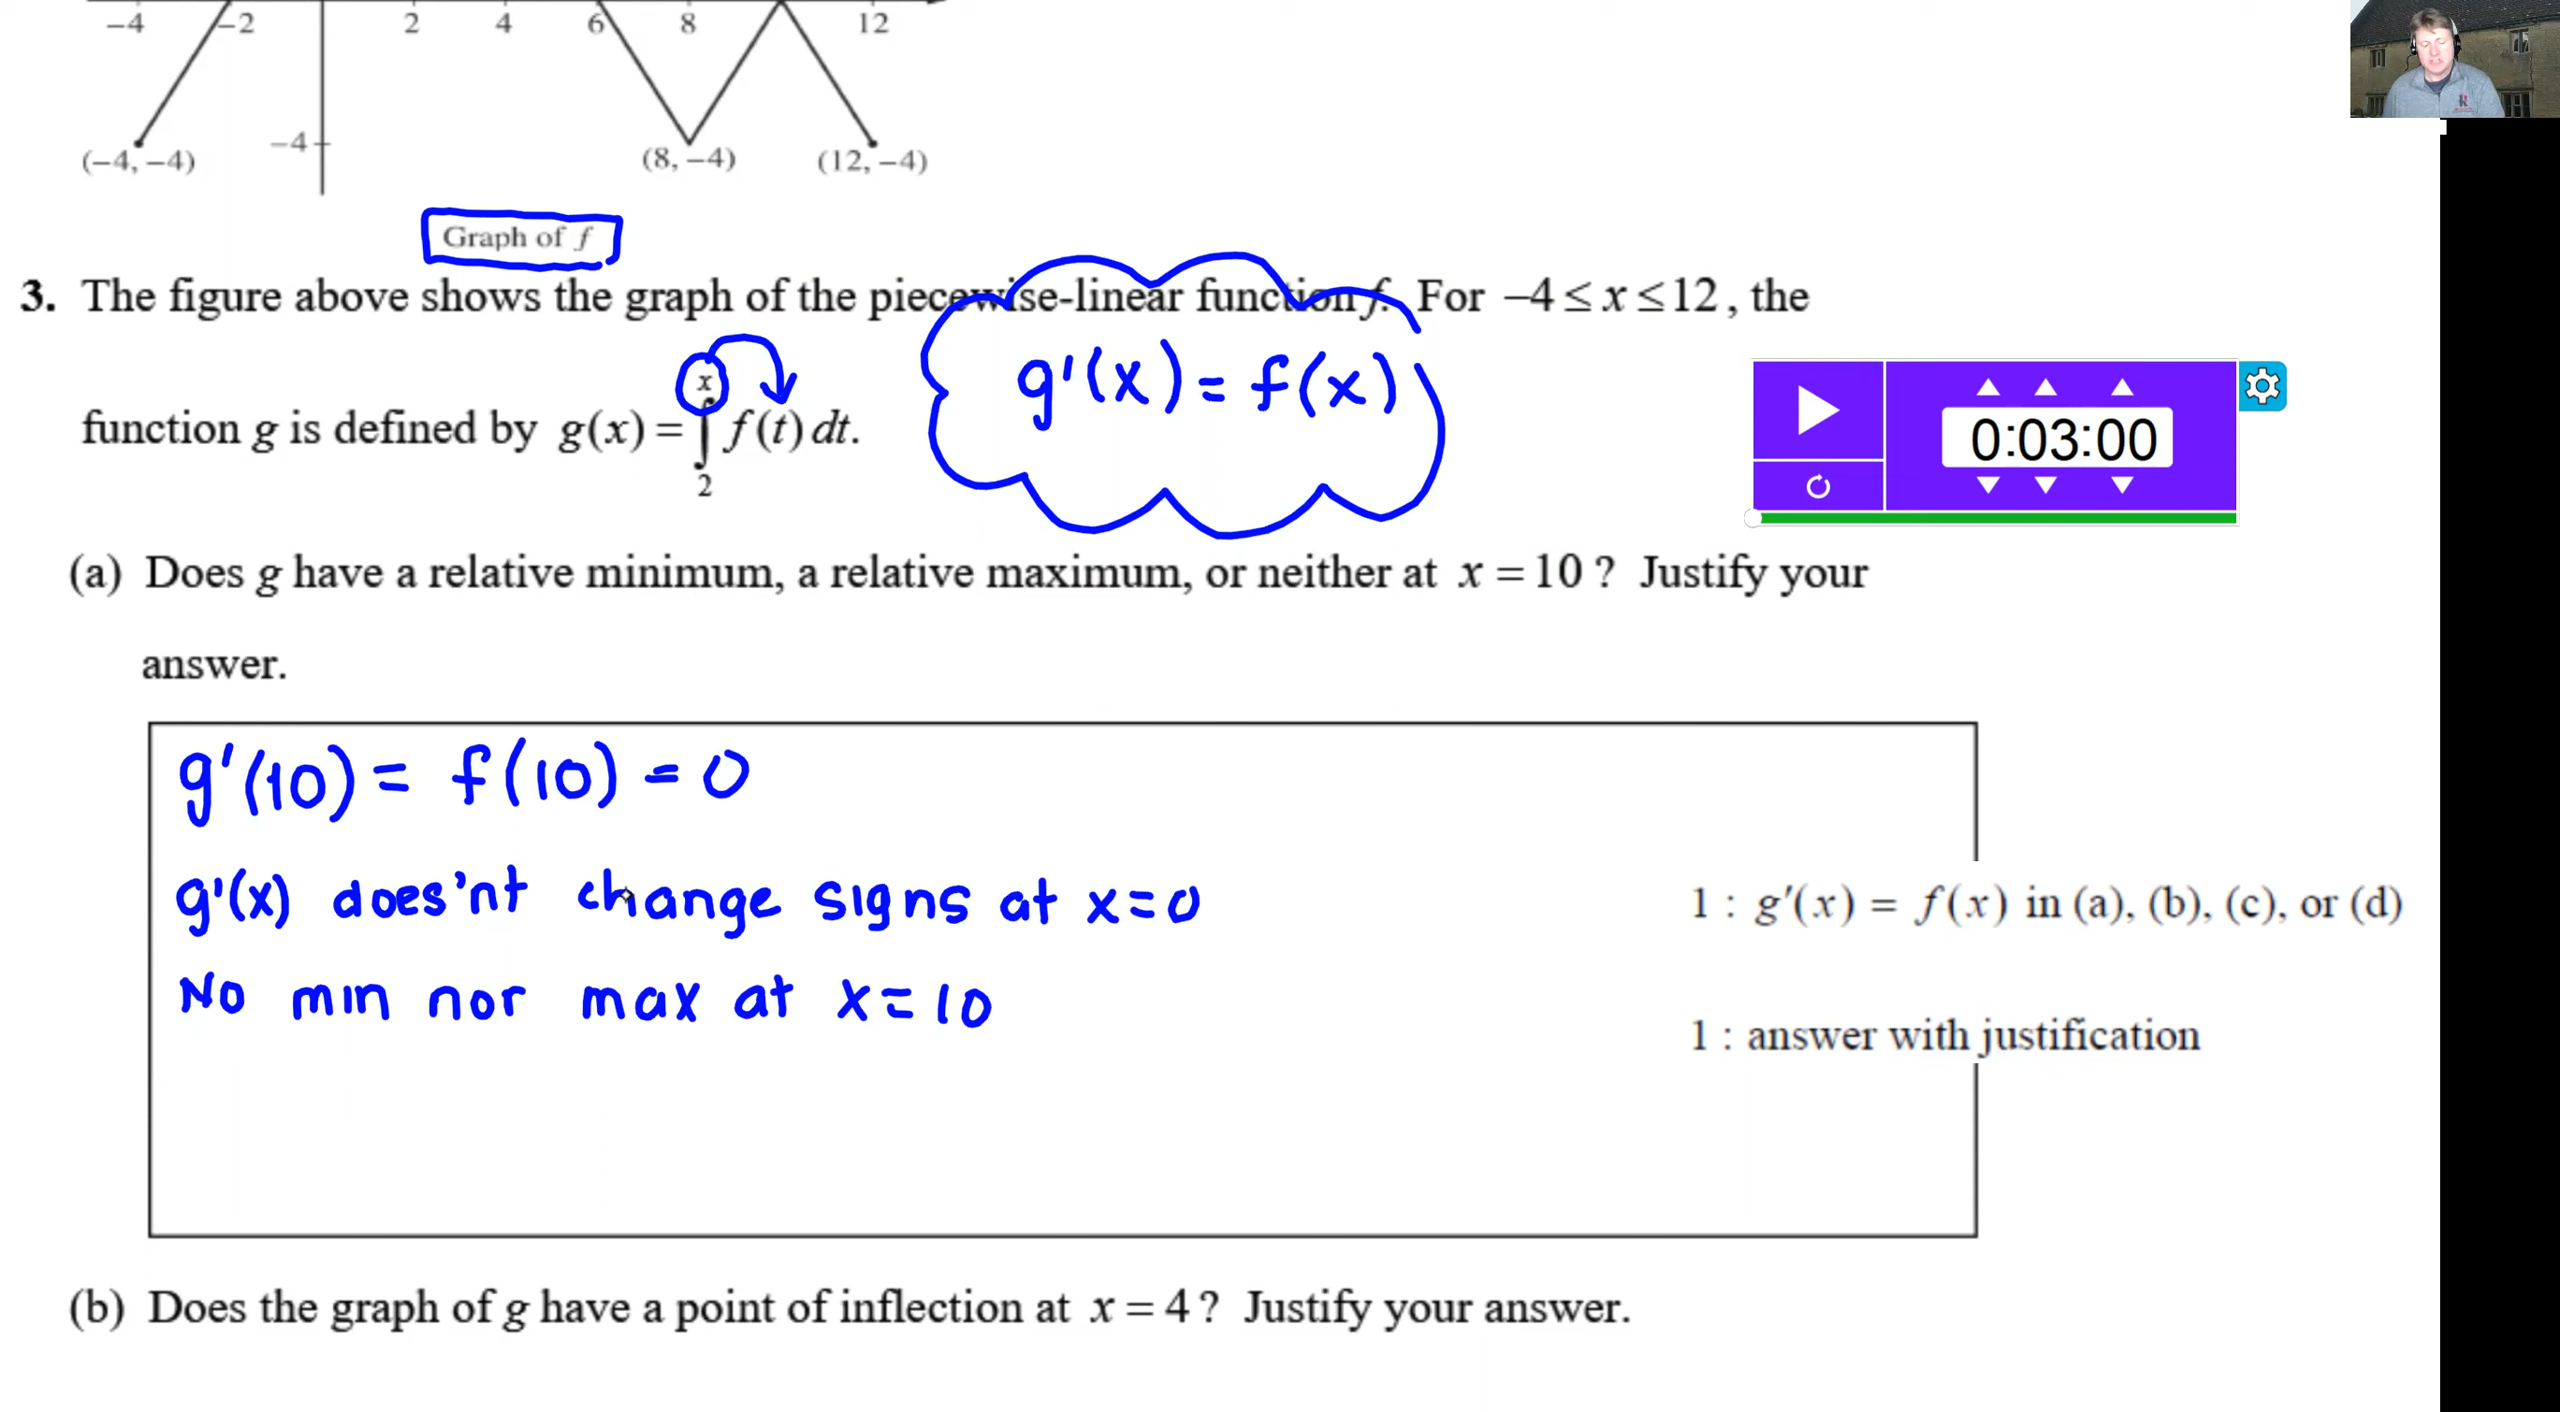 −4 −2 2 4 6 8 12
−4
(−4, −4) (8, −4) (12, −4)
Graph of f
3. The figure above shows the graph of the piecewise-linear function f. For −4 ≤ x ≤ 12, the
function g is defined by g(x) = ∫₂ˣ f(t) dt.
g'(x) = f(x)
0:03:00
(a) Does g have a relative minimum, a relative maximum, or neither at x = 10 ? Justify your
answer.
g'(10) = f(10) = 0
g'(x) does'nt change signs at x=0
No min nor max at x=10
1 : g′(x) = f(x) in (a), (b), (c), or (d)
1 : answer with justification
(b) Does the graph of g have a point of inflection at x = 4 ? Justify your answer.